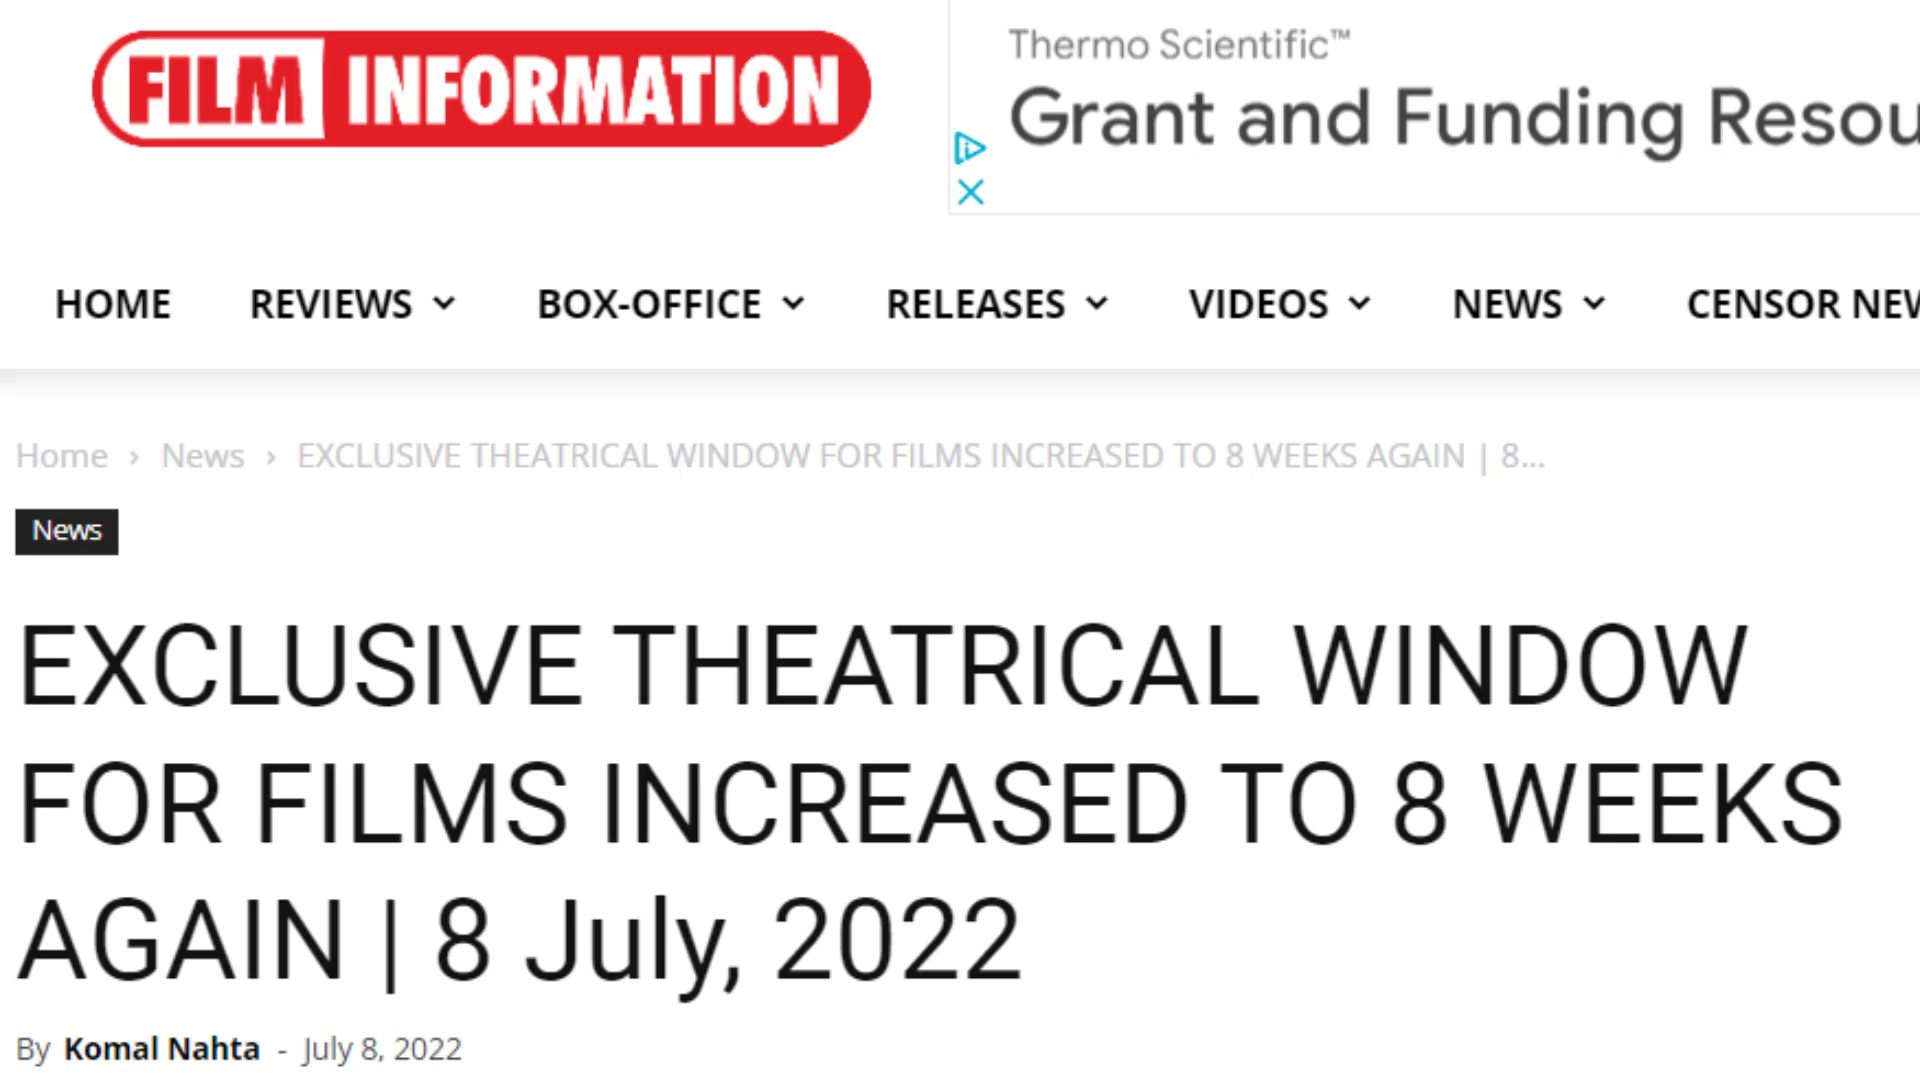 FILM INFORMATION
Thermo Scientific™
Grant and Funding Resou
HOME REVIEWS BOX-OFFICE RELEASES VIDEOS NEWS CENSOR NEW
Home › News › EXCLUSIVE THEATRICAL WINDOW FOR FILMS INCREASED TO 8 WEEKS AGAIN | 8...
News
EXCLUSIVE THEATRICAL WINDOW
FOR FILMS INCREASED TO 8 WEEKS
AGAIN | 8 July, 2022
By Komal Nahta - July 8, 2022